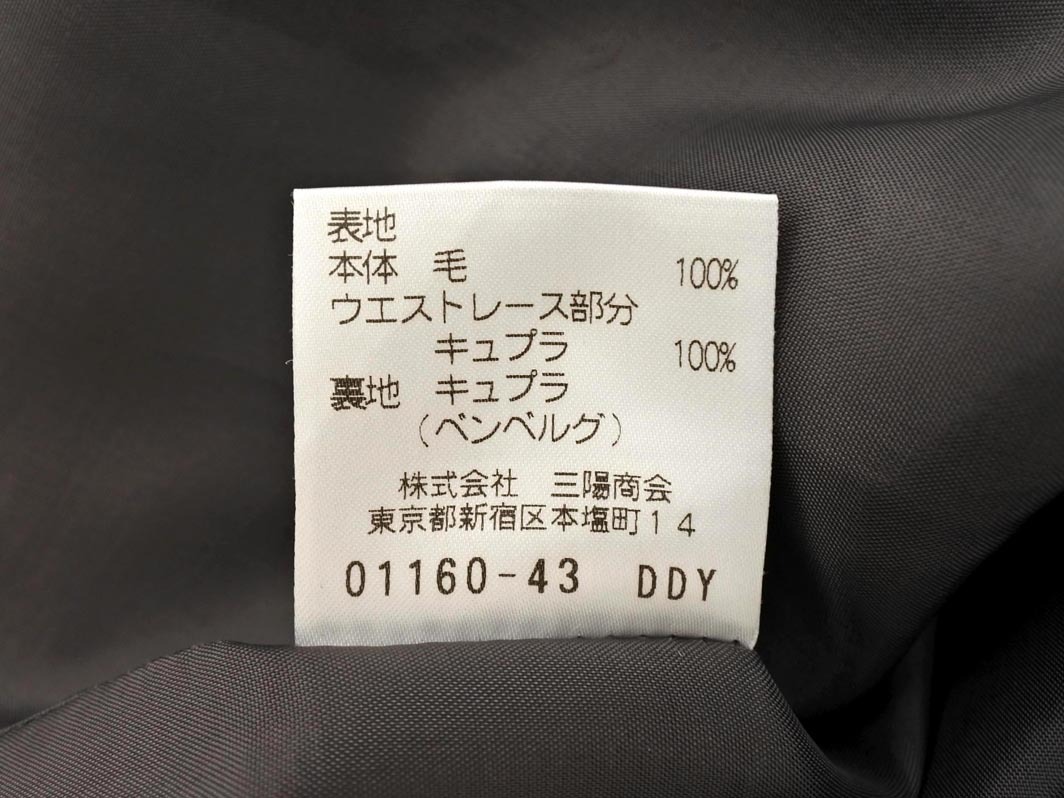 表地
本体 毛 100%
ウエストレース部分
キュプラ 100%
裏地 キュプラ
(ベンベルグ)
株式会社 三陽商会
東京都新宿区本塩町14
01160-43 DDY